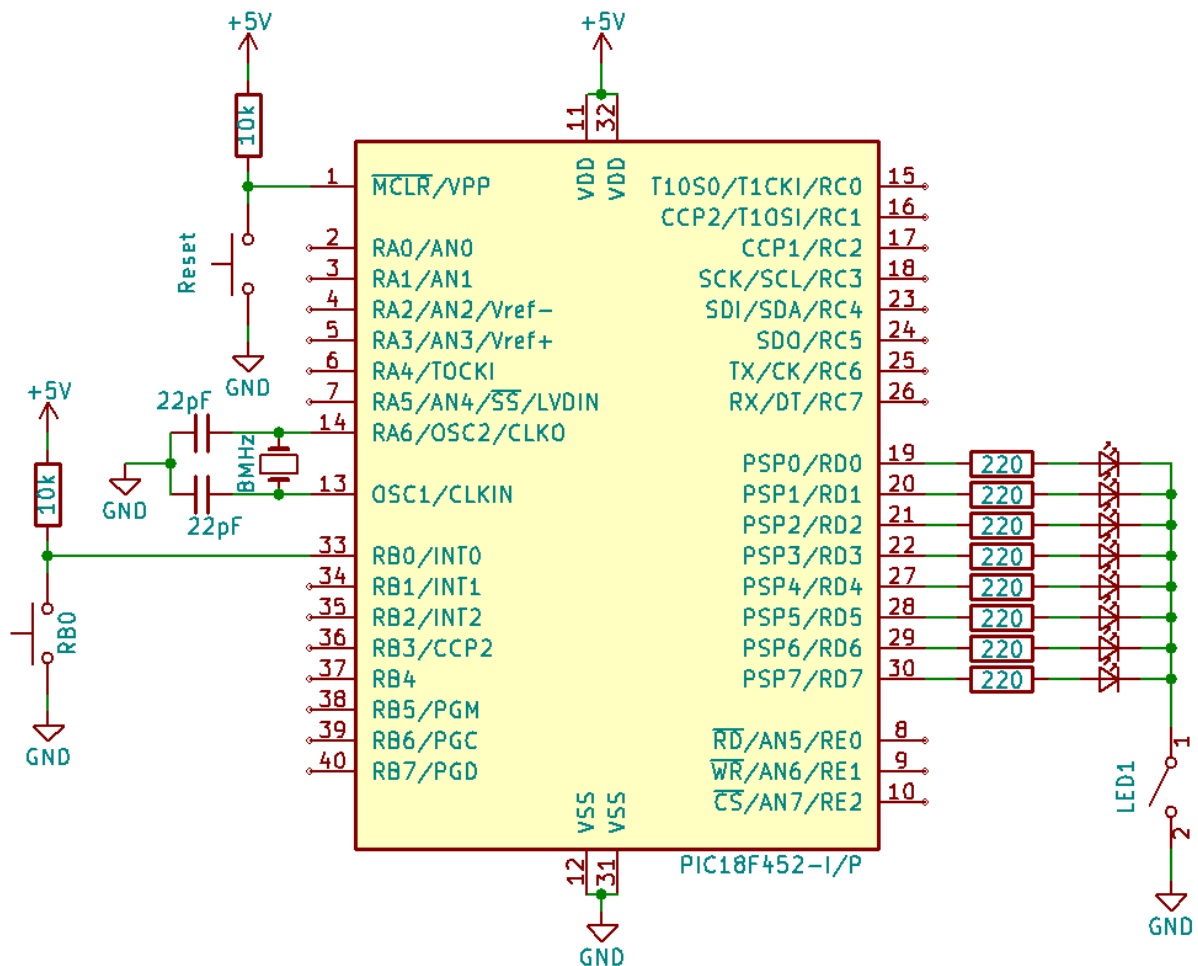 +5V
+5V
10k
11
32
1
MCLR/VPP
VDD
VDD
T1OSO/T1CKI/RC0
15
CCP2/T1OSI/RC1
16
Reset
2
RA0/AN0
CCP1/RC2
17
3
RA1/AN1
SCK/SCL/RC3
18
4
RA2/AN2/Vref-
SDI/SDA/RC4
23
5
RA3/AN3/Vref+
SDO/RC5
24
6
RA4/TOCKI
TX/CK/RC6
25
GND
7
RA5/AN4/SS/LVDIN
RX/DT/RC7
26
+5V
22pF
14
RA6/OSC2/CLKO
8MHz
10k
GND
13
OSC1/CLKIN
22pF
PSP0/RD0
19
220
PSP1/RD1
20
220
PSP2/RD2
21
220
33
RB0/INT0
PSP3/RD3
22
220
34
RB1/INT1
PSP4/RD4
27
220
35
RB2/INT2
PSP5/RD5
28
220
RB0
36
RB3/CCP2
PSP6/RD6
29
220
37
RB4
PSP7/RD7
30
220
38
RB5/PGM
GND
39
RB6/PGC
RD/AN5/RE0
8
40
RB7/PGD
WR/AN6/RE1
9
CS/AN7/RE2
10
1
LED1
2
VSS
VSS
PIC18F452-I/P
12
31
GND
GND